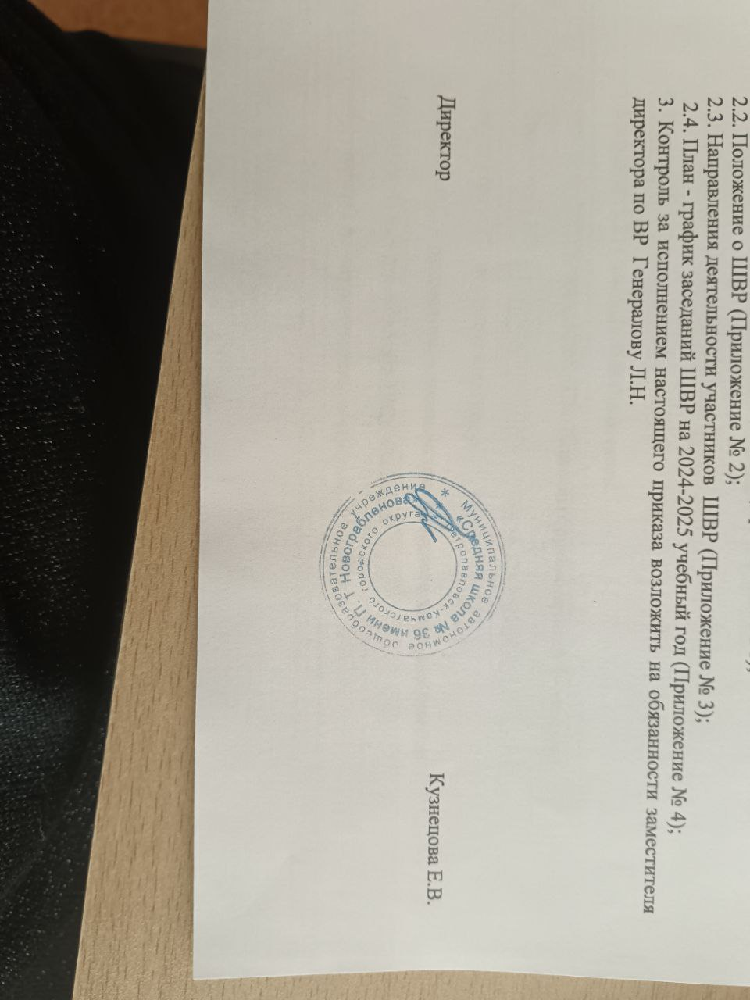 2.2. Положение о ШВР (Приложение № 2);
2.3. Направления деятельности участников ШВР (Приложение № 3);
2.4. План - график заседаний ШВР на 2024-2025 учебный год (Приложение № 4);
3. Контроль за исполнением настоящего приказа возложить на обязанности заместителя
директора по ВР Генералову Л.Н.
Директор
Кузнецова Е.В.
* Муниципальное автономное общеобразовательное учреждение
* «Средняя школа № 36 имени П. Т Новограбленова»
* Петропавловск-Камчатского городского округа